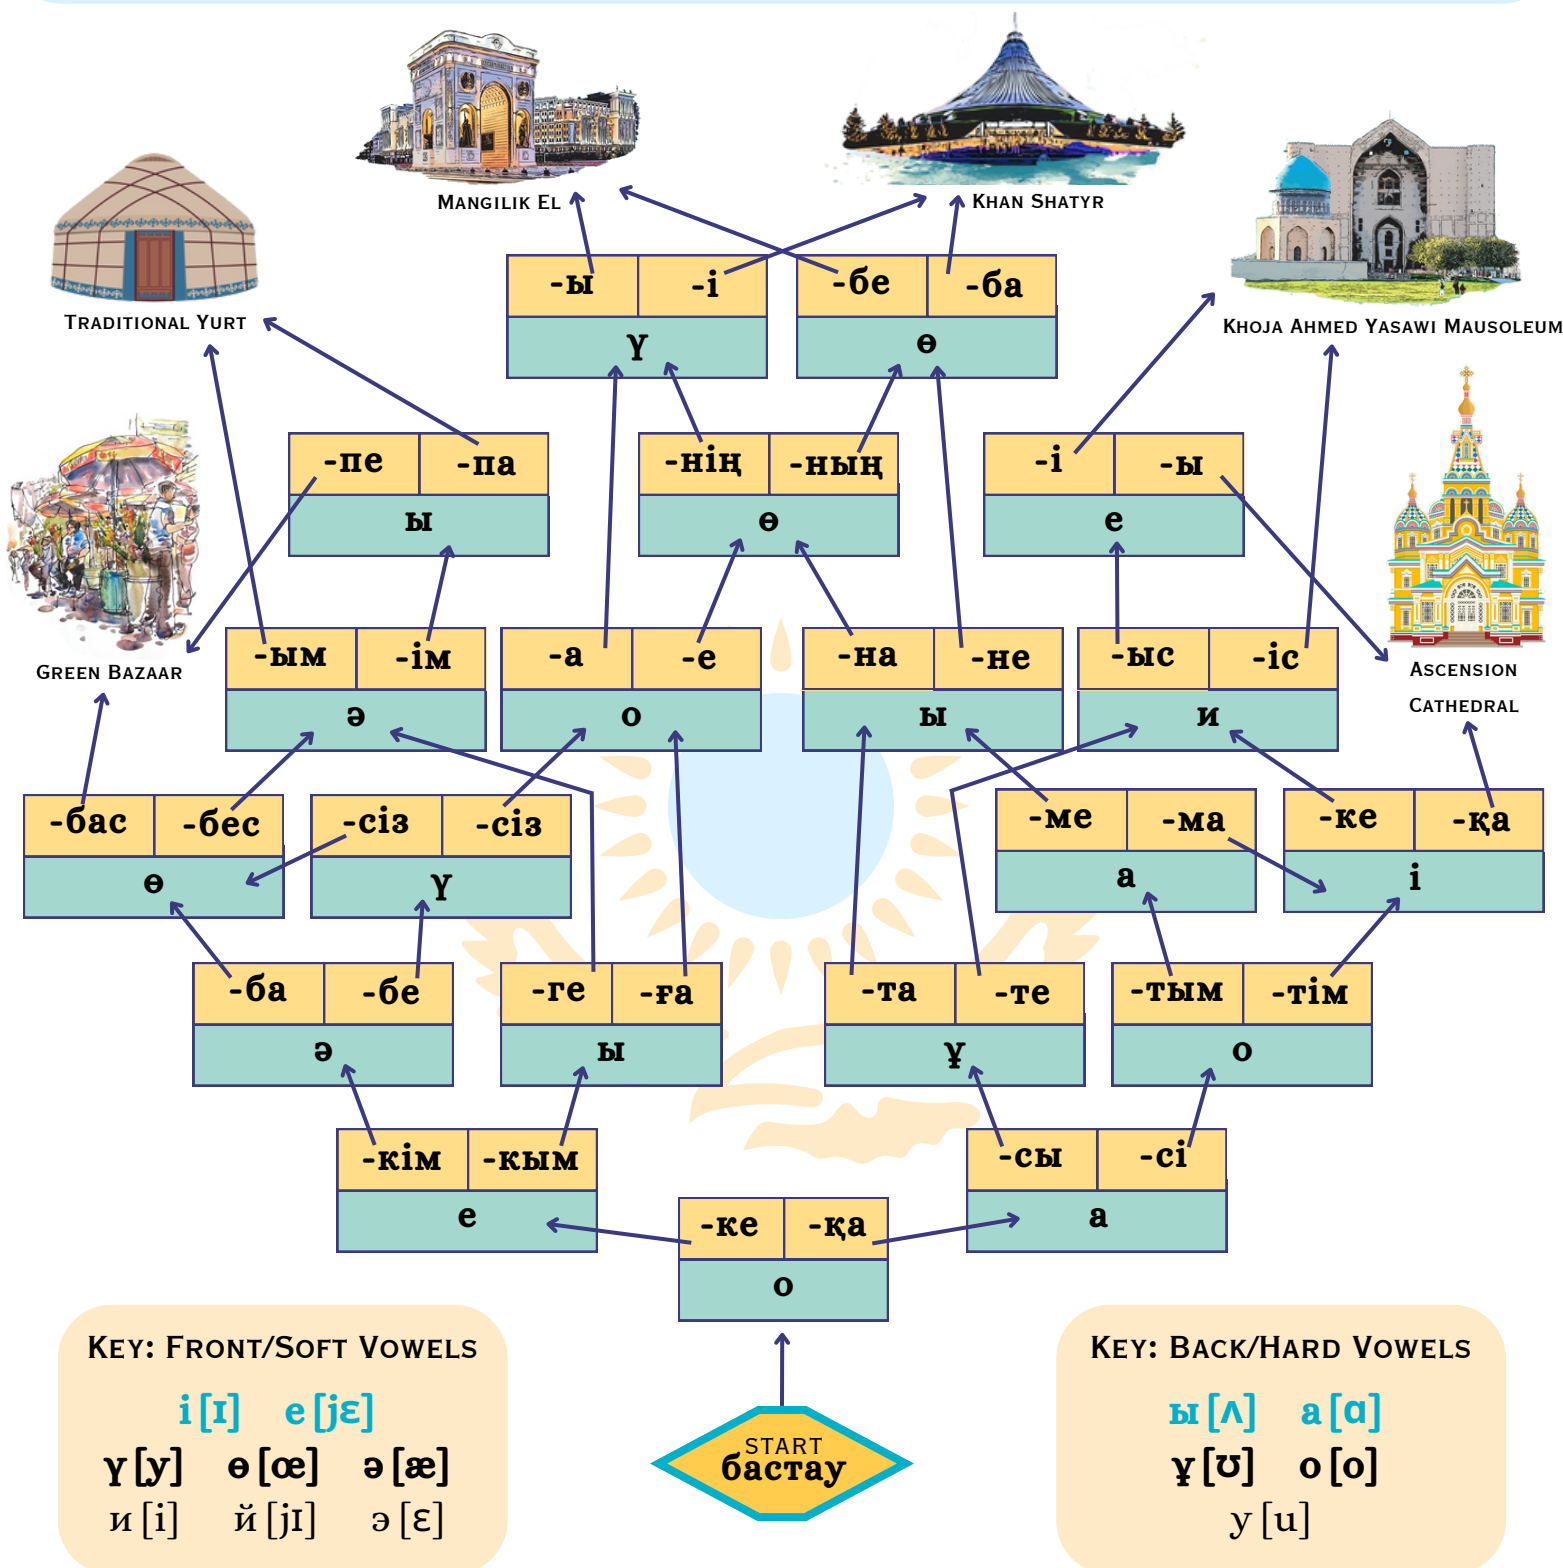 MANGILIK EL
KHAN SHATYR
TRADITIONAL YURT
KHOJA AHMED YASAWI MAUSOLEUM
-ы -і
ү
-бе -ба
ө
-пе -па
ы
-нің -ның
ө
-і -ы
е
GREEN BAZAAR
ASCENSION
CATHEDRAL
-ым -ім
ә
-а -е
о
-на -не
ы
-ыс -іс
и
-бас -бес
ө
-сіз -сіз
ү
-ме -ма
а
-ке -қа
і
-ба -бе
ә
-ге -ға
ы
-та -те
ұ
-тым -тім
о
-кім -кым
е
-сы -сі
а
-ке -қа
о
KEY: FRONT/SOFT VOWELS
і [ɪ] е [jɛ]
ү [y] ө [œ] ә [æ]
и [i] й [jɪ] э [ɛ]
START
бастау
KEY: BACK/HARD VOWELS
ы [ʌ] а [ɑ]
ұ [ʊ] о [o]
у [u]